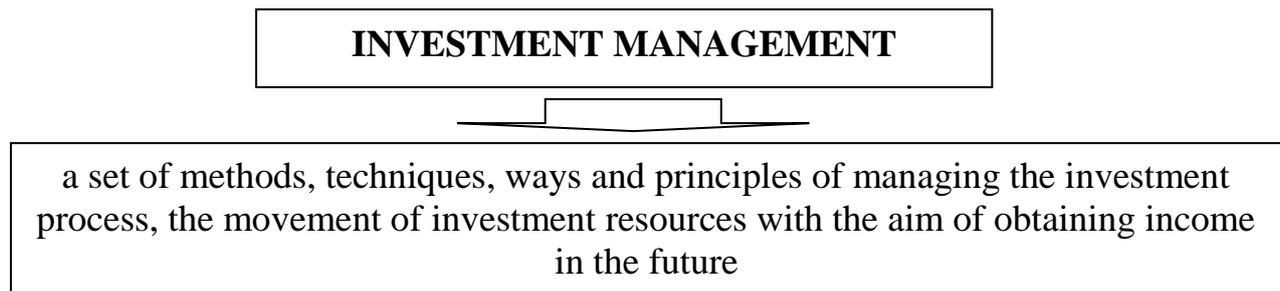 INVESTMENT MANAGEMENT
a set of methods, techniques, ways and principles of managing the investment
process, the movement of investment resources with the aim of obtaining income
in the future